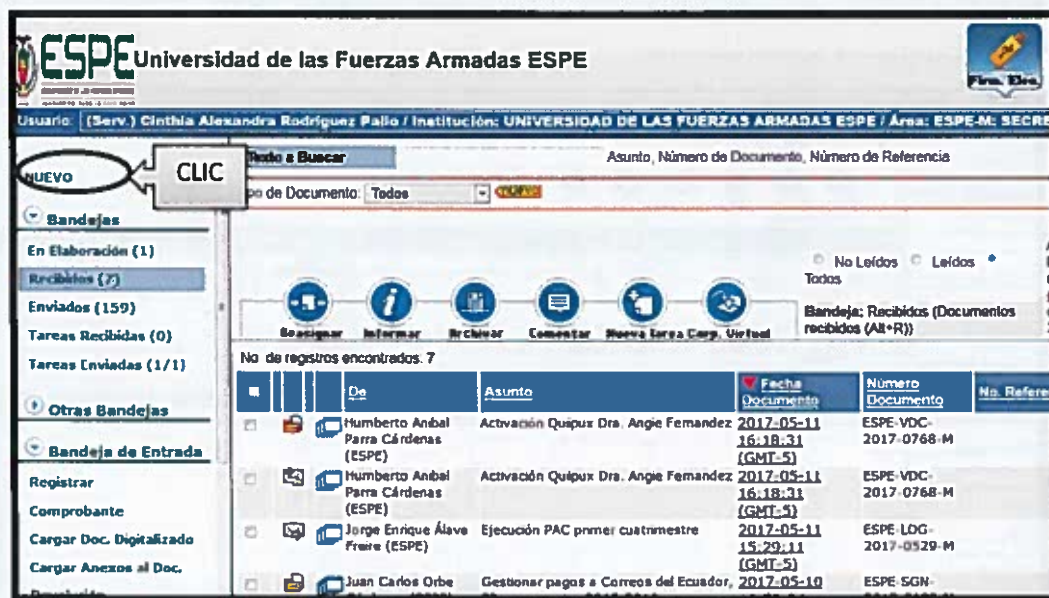 ESPE Universidad de las Fuerzas Armadas ESPE
Firm. Elec.
Usuario: (Serv.) Cinthia Alexandra Rodriguez Pallo / Institución: UNIVERSIDAD DE LAS FUERZAS ARMADAS ESPE / Área: ESPE-M: SECRE
NUEVO
CLIC
Texto a Buscar
Asunto, Número de Documento, Número de Referencia
po de Documento: Todos
Bandejas
En Elaboración (1)
Recibidos (7)
Enviados (159)
Tareas Recibidas (0)
Tareas Enviadas (1/1)
Otras Bandejas
Bandeja de Entrada
Registrar
Comprobante
Cargar Doc. Digitalizado
Cargar Anexos al Doc.
Devolución
No Leídos Leídos
Todos
Reasignar Informar Archivar Comentar Nueva tarea Carp. Virtual
Bandeja: Recibidos (Documentos
recibidos (Alt+R))
No. de registros encontrados: 7
De Asunto Fecha Documento Número Documento No. Refere
Humberto Anibal Activación Quipux Dra. Angie Fernandez 2017-05-11 ESPE-VDC-
Parra Cárdenas 16:18:31 2017-0768-M
(ESPE) (GMT-5)
Humberto Anibal Activación Quipux Dra. Angie Fernandez 2017-05-11 ESPE-VDC-
Parra Cárdenas 16:18:31 2017-0768-M
(ESPE) (GMT-5)
Jorge Enrique Álava Ejecución PAC primer cuatrimestre 2017-05-11 ESPE-LOG-
Freire (ESPE) 15:29:11 2017-0529-M
(GMT-5)
Juan Carlos Orbe Gestionar pagos a Correos del Ecuador, 2017-05-10 ESPE-SGN-